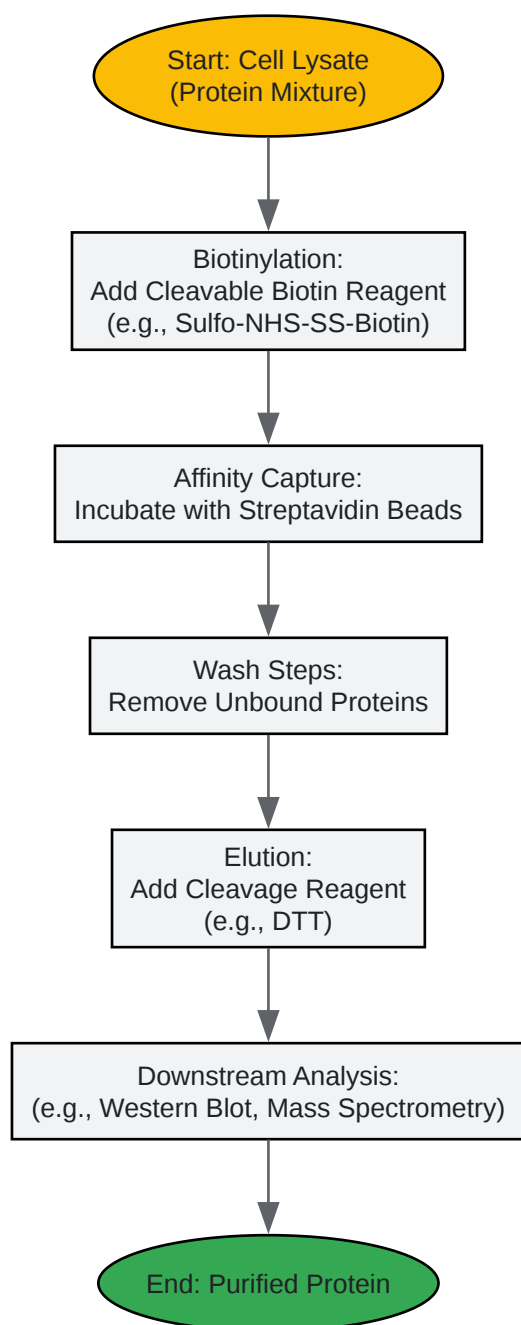 Start: Cell Lysate
(Protein Mixture)
Biotinylation:
Add Cleavable Biotin Reagent
(e.g., Sulfo-NHS-SS-Biotin)
Affinity Capture:
Incubate with Streptavidin Beads
Wash Steps:
Remove Unbound Proteins
Elution:
Add Cleavage Reagent
(e.g., DTT)
Downstream Analysis:
(e.g., Western Blot, Mass Spectrometry)
End: Purified Protein